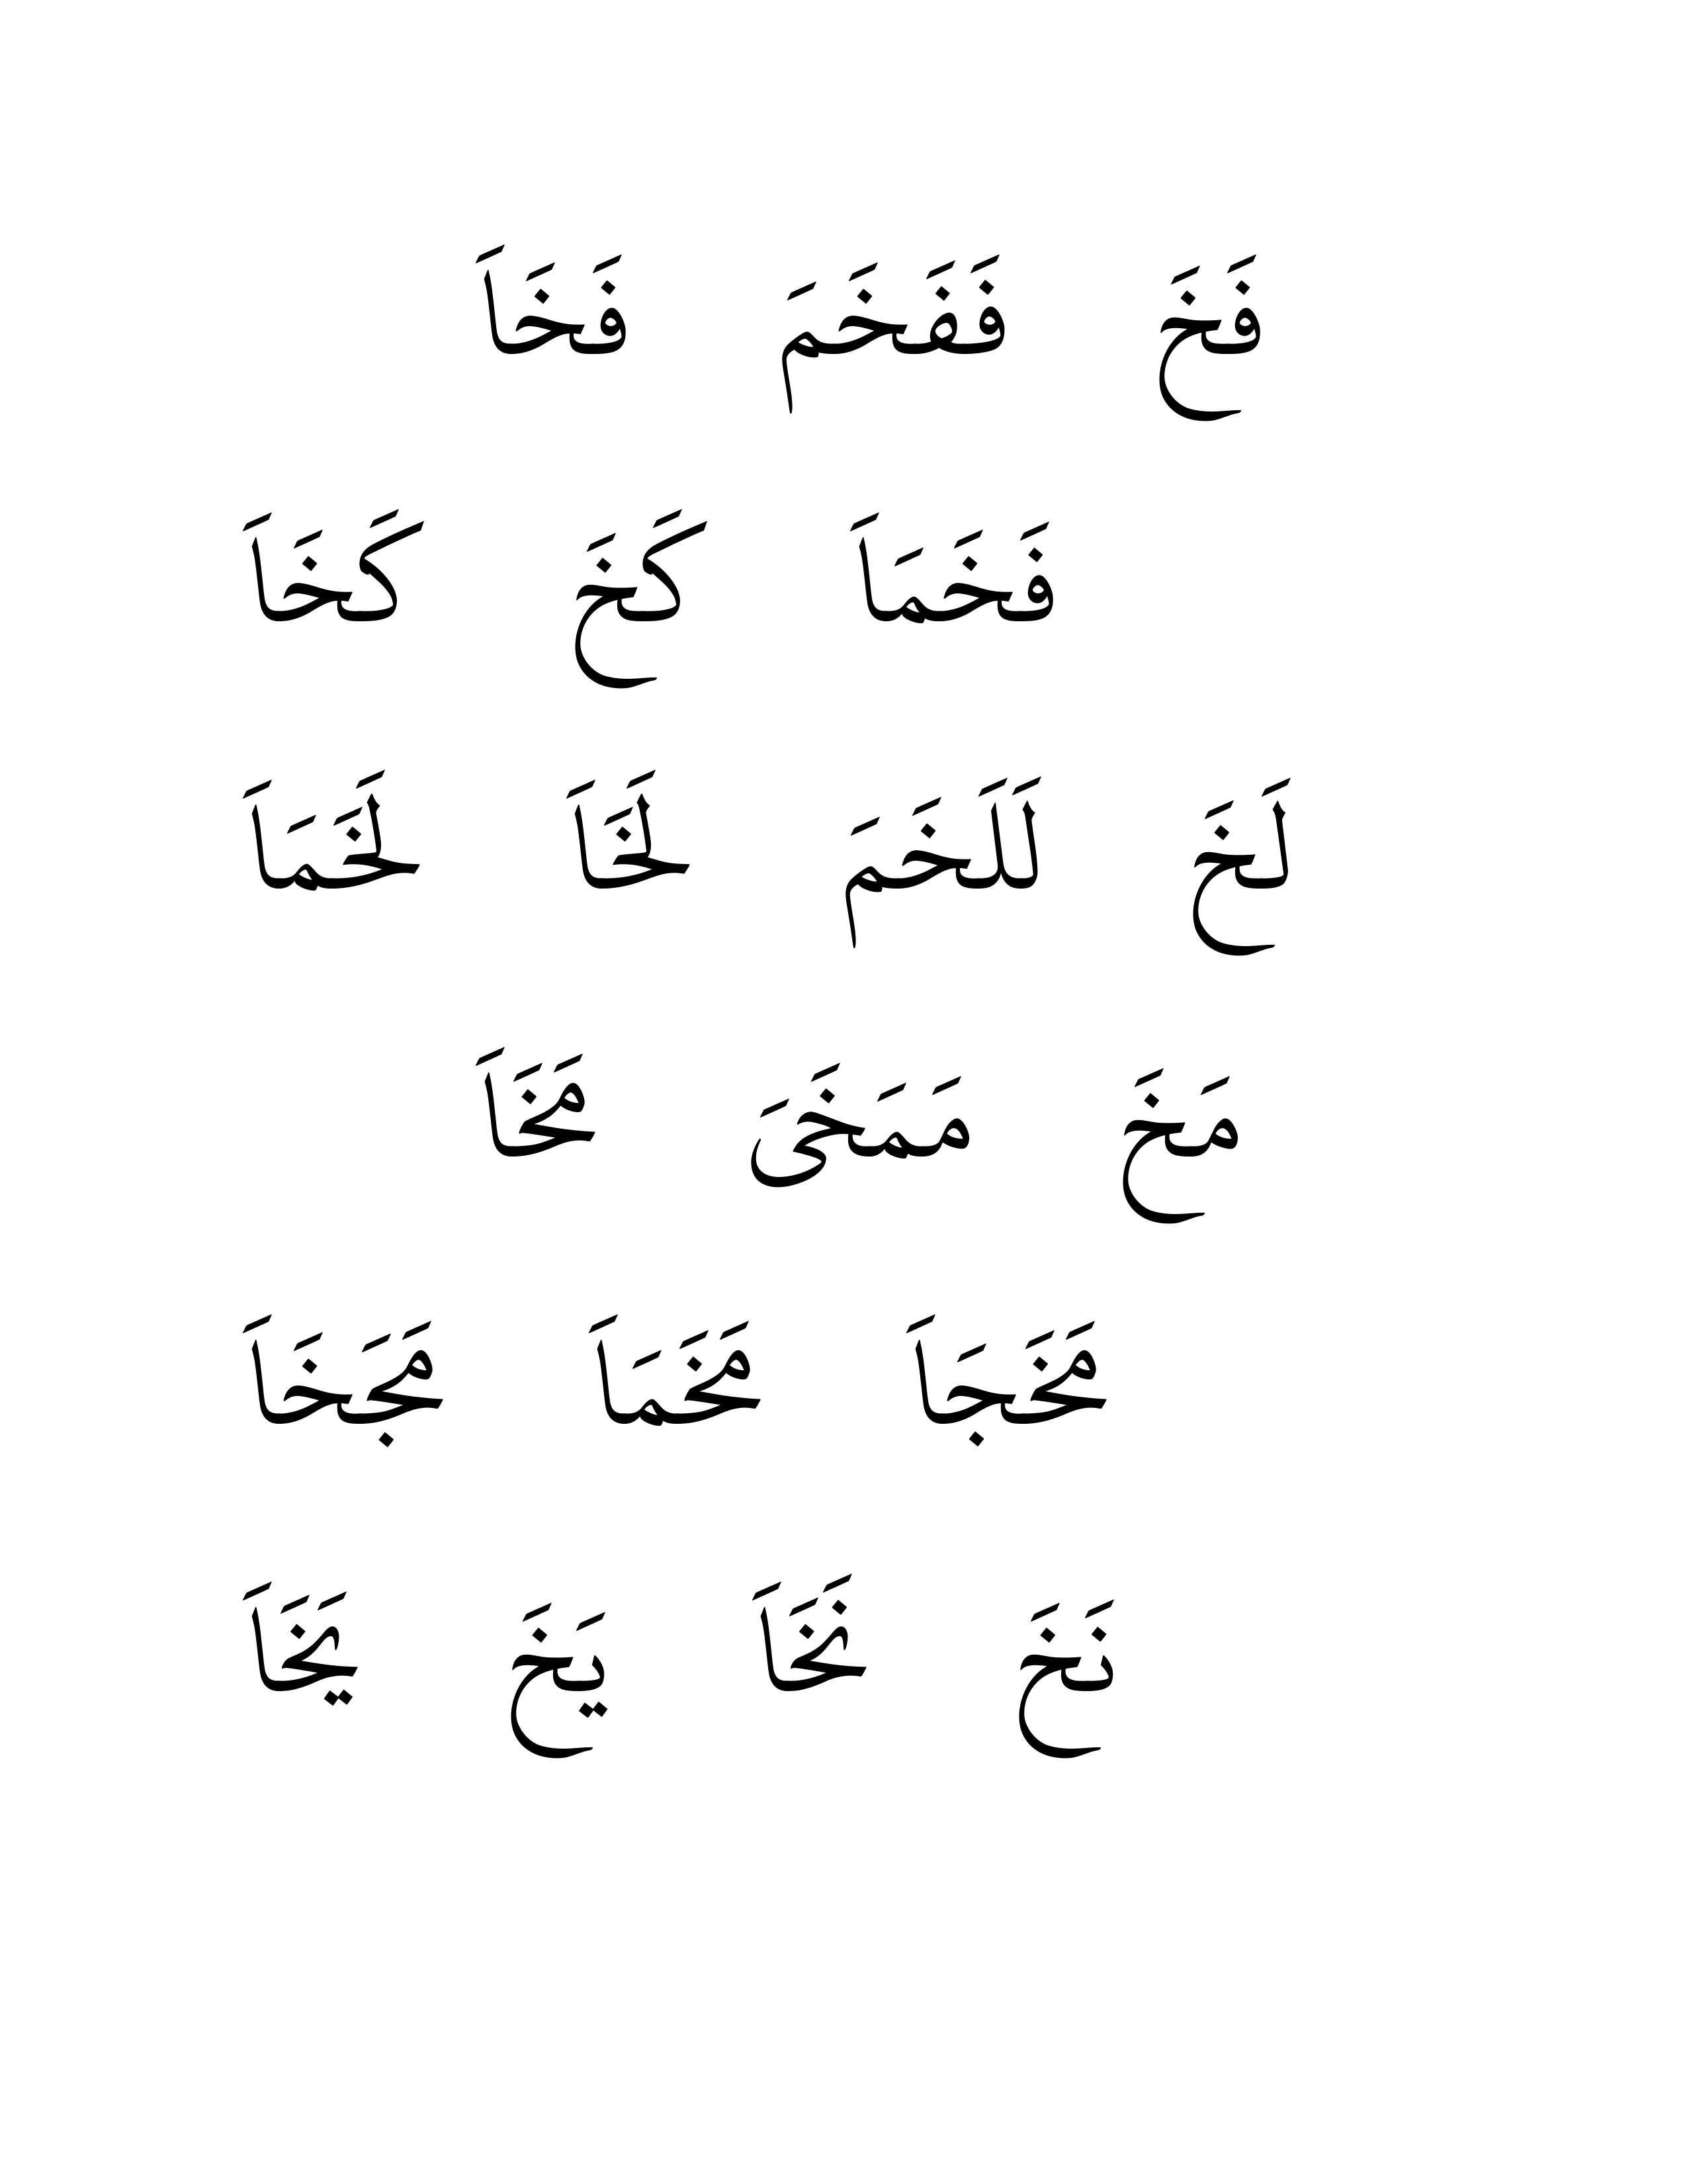 فَخَ فَفَخَمَ فَخَاَ
فَخَمَاَ كَخَ كَخَاَ
لَخَ لَلَخَمَ لَخَاَ لَخَمَاَ
مَخَ مَمَخَىَ مَخَاَ
مَخَجَاَ مَخَمَاَ مَجَخَاَ
نَخَ نَخَاَ يَخَ يَخَاَ